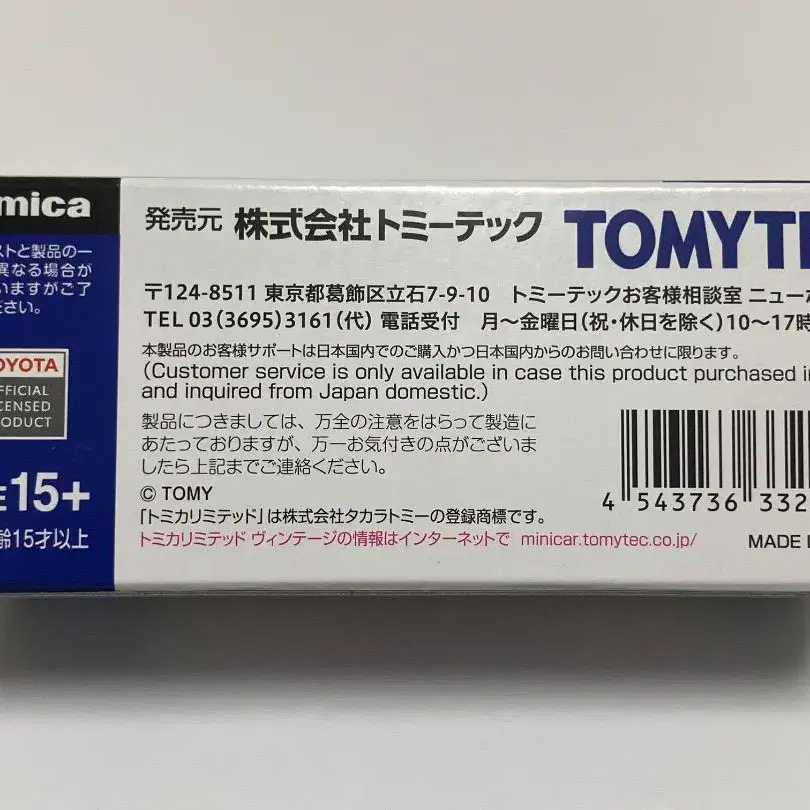 mica
ストと製品の一
異なる場合が
いますがご了
ださい。
OYOTA
FFICIAL
CENSED
PRODUCT
15+
齢15才以上
発売元 株式会社トミーテック TOMYTE
〒124-8511 東京都葛飾区立石7-9-10 トミーテックお客様相談室 ニュー
TEL 03(3695)3161(代) 電話受付 月〜金曜日(祝・休日を除く)10〜17時
本製品のお客様サポートは日本国内でのご購入かつ日本国内からのお問い合わせに限ります。
(Customer service is only available in case this product purchased in
and inquired from Japan domestic.)
製品につきましては、万全の注意をはらって製造に
あたっておりますが、万一お気付きの点がございま
したら上記までご連絡ください。
© TOMY
「トミカリミテッド」は株式会社タカラトミーの登録商標です。
トミカリミテッド ヴィンテージの情報はインターネットで minicar.tomytec.co.jp/
4 543736 332
MADE I